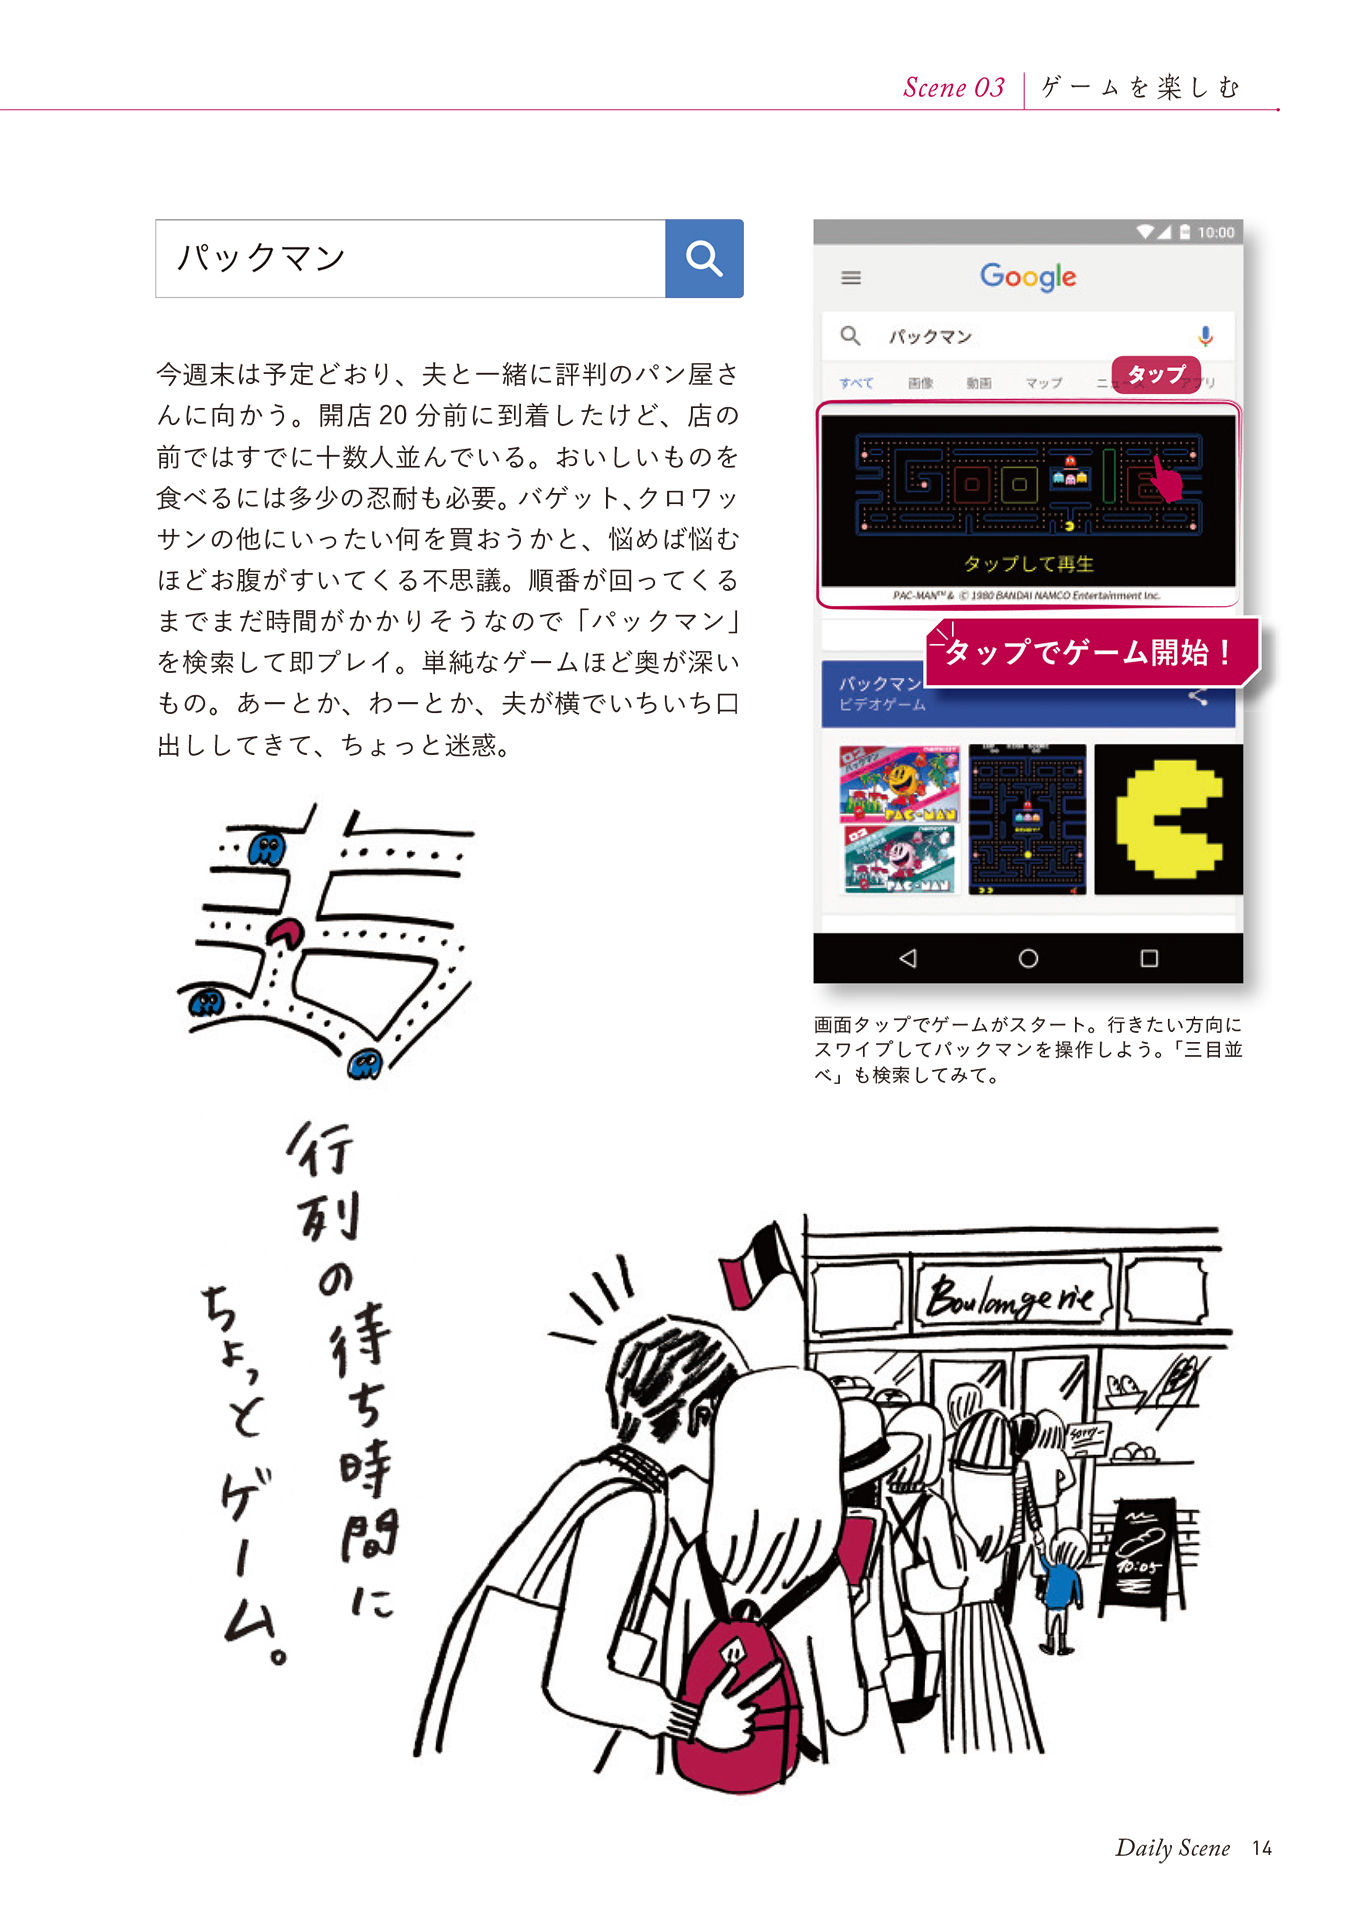 Scene 03 ゲームを楽しむ
パックマン
今週末は予定どおり、夫と一緒に評判のパン屋さ
んに向かう。開店 20 分前に到着したけど、店の
前ではすでに十数人並んでいる。おいしいものを
食べるには多少の忍耐も必要。バゲット、クロワッ
サンの他にいったい何を買おうかと、悩めば悩む
ほどお腹がすいてくる不思議。順番が回ってくる
までまだ時間がかかりそうなので「パックマン」
を検索して即プレイ。単純なゲームほど奥が深い
もの。あーとか、わーとか、夫が横でいちいち口
出ししてきて、ちょっと迷惑。
10:00
Google
パックマン
すべて 画像 動画 マップ
タップ
タップして再生
PAC-MAN™ & © 1980 BANDAI NAMCO Entertainment Inc.
タップでゲーム開始！
パックマン
ビデオゲーム
namcot
パックマン
PAC-MAN
namcot
PAC-MAN
HIGH SCORE
READY!
画面タップでゲームがスタート。行きたい方向に
スワイプしてパックマンを操作しよう。「三目並
べ」も検索してみて。
行列の待ち時間に
ちょっとゲーム。
Boulangerie
sorry
10:05
Daily Scene 14